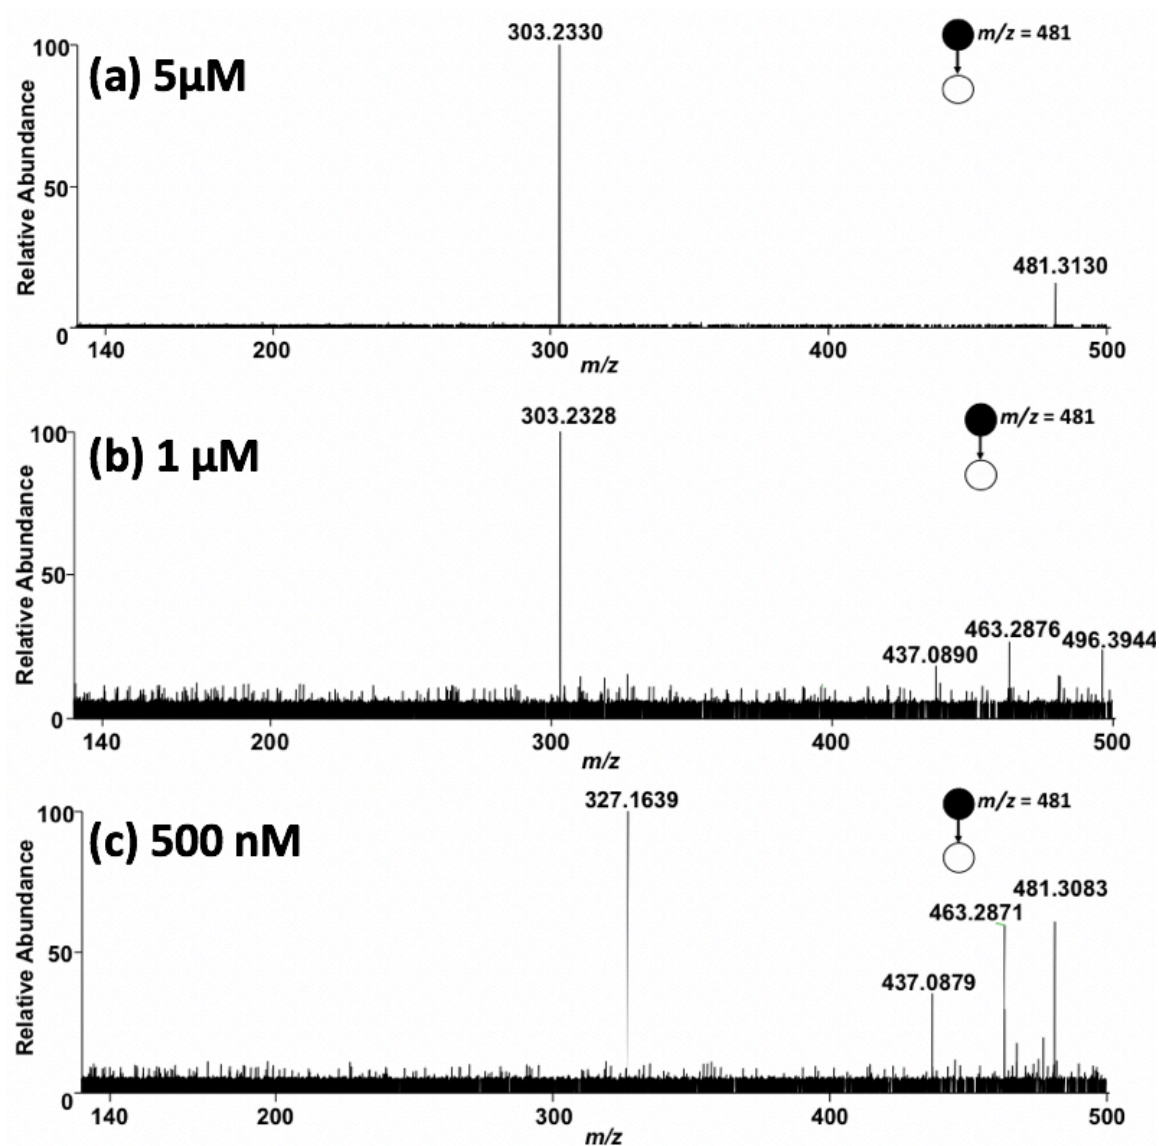 303.2330
100
(a) 5µM
m/z = 481
Relative Abundance
50
481.3130
0
140 200 300 400 500
m/z
303.2328
100
(b) 1 µM
m/z = 481
Relative Abundance
50
463.2876
496.3944
437.0890
0
140 200 300 400 500
m/z
327.1639
100
(c) 500 nM
m/z = 481
Relative Abundance
481.3083
463.2871
50
437.0879
0
140 200 300 400 500
m/z